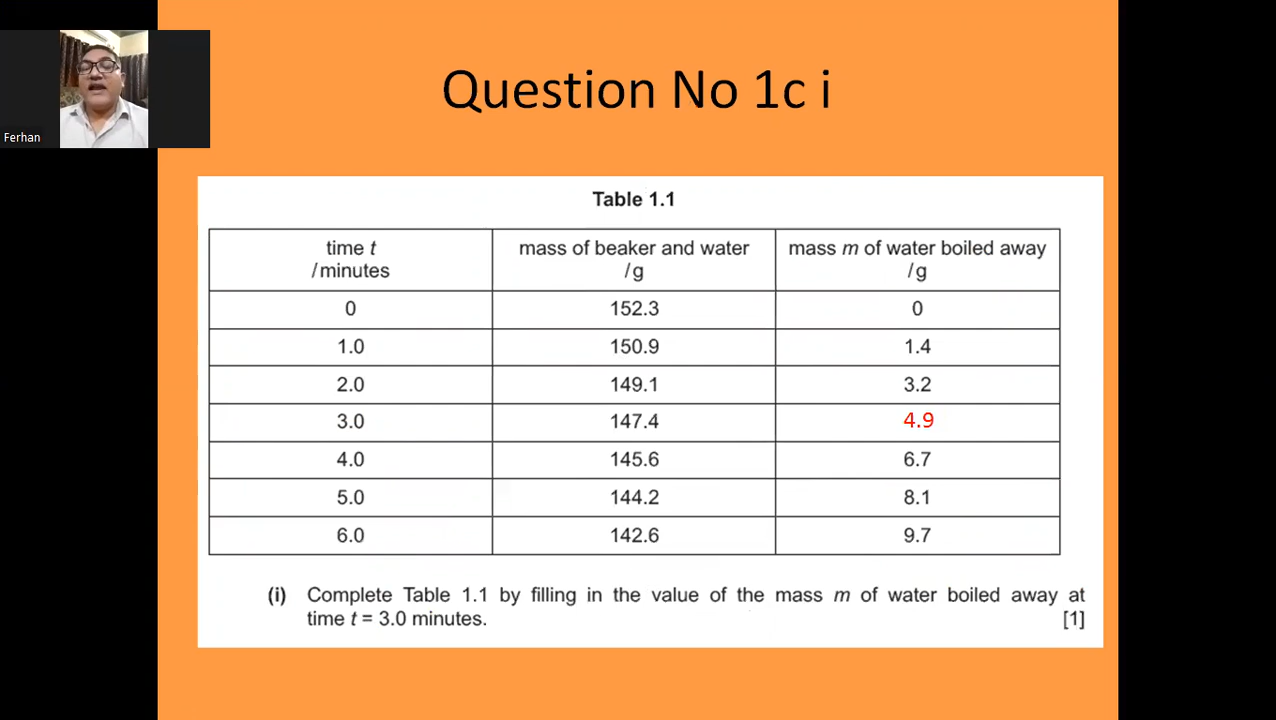 Question No 1c i
Ferhan
Table 1.1
time t
/minutes
mass of beaker and water
/g
mass m of water boiled away
/g
0 152.3 0
1.0 150.9 1.4
2.0 149.1 3.2
3.0 147.4 4.9
4.0 145.6 6.7
5.0 144.2 8.1
6.0 142.6 9.7
(i) Complete Table 1.1 by filling in the value of the mass m of water boiled away at
time t = 3.0 minutes. [1]